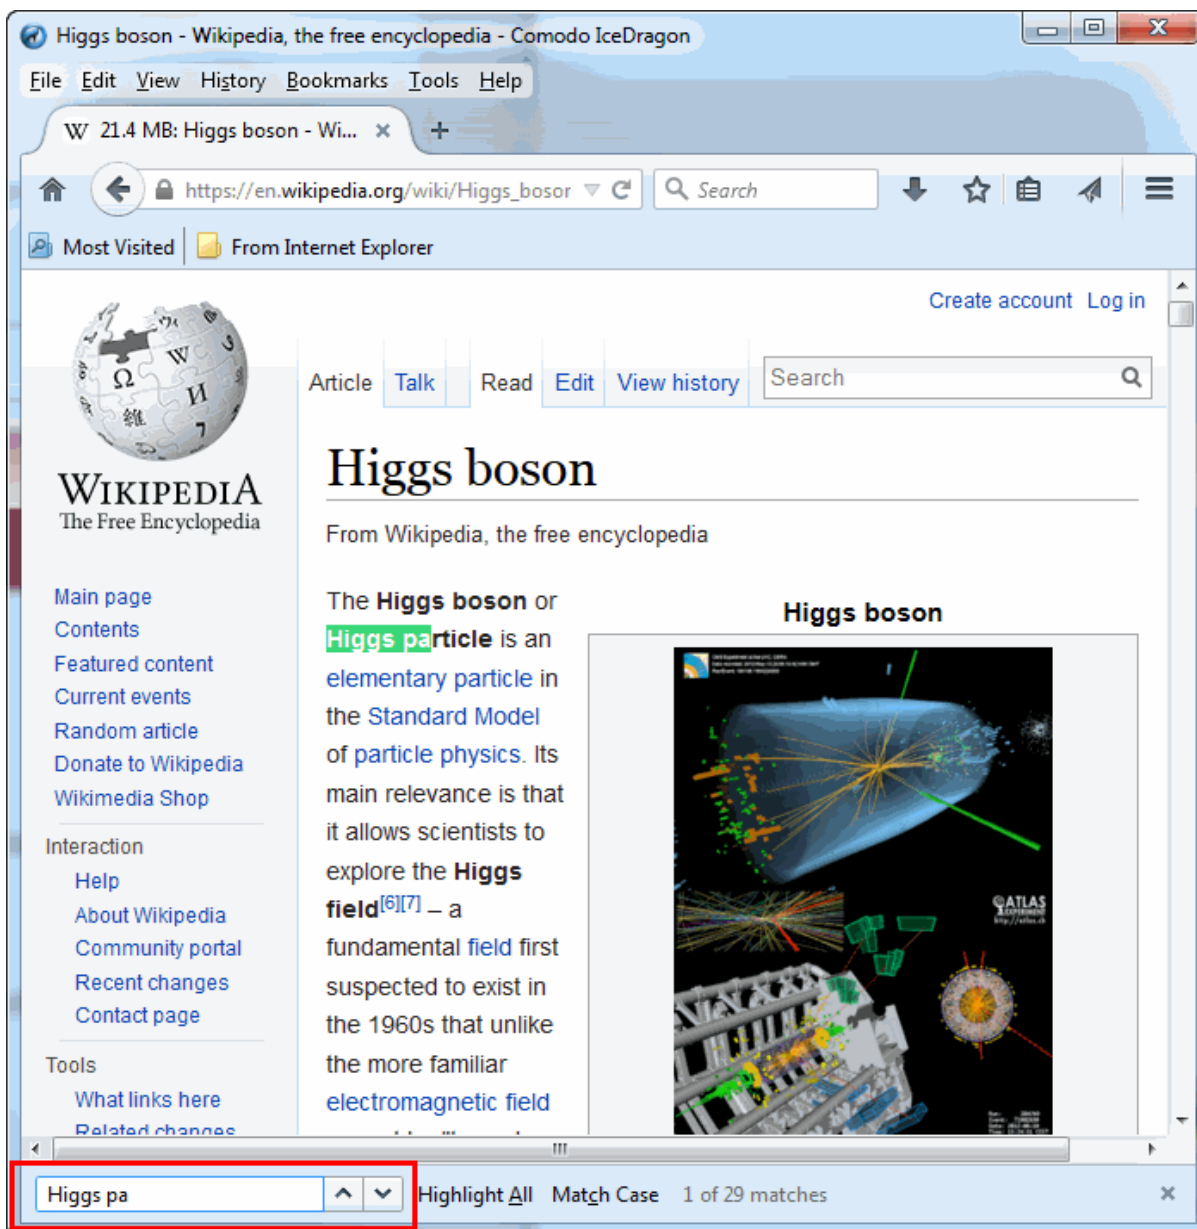 Higgs boson - Wikipedia, the free encyclopedia - Comodo IceDragon
File Edit View History Bookmarks Tools Help
W 21.4 MB: Higgs boson - Wi...
https://en.wikipedia.org/wiki/Higgs_bosor Search
Most Visited From Internet Explorer
Create account Log in
Article Talk Read Edit View history Search
WIKIPEDIA
The Free Encyclopedia
Main page
Contents
Featured content
Current events
Random article
Donate to Wikipedia
Wikimedia Shop
Interaction
Help
About Wikipedia
Community portal
Recent changes
Contact page
Tools
What links here
Related changes
Higgs boson
From Wikipedia, the free encyclopedia
The Higgs boson or
Higgs particle is an
elementary particle in
the Standard Model
of particle physics. Its
main relevance is that
it allows scientists to
explore the Higgs
field[6][7] – a
fundamental field first
suspected to exist in
the 1960s that unlike
the more familiar
electromagnetic field
Higgs boson
ATLAS
EXPERIMENT
http://atlas.ch
Higgs pa Highlight All Match Case 1 of 29 matches